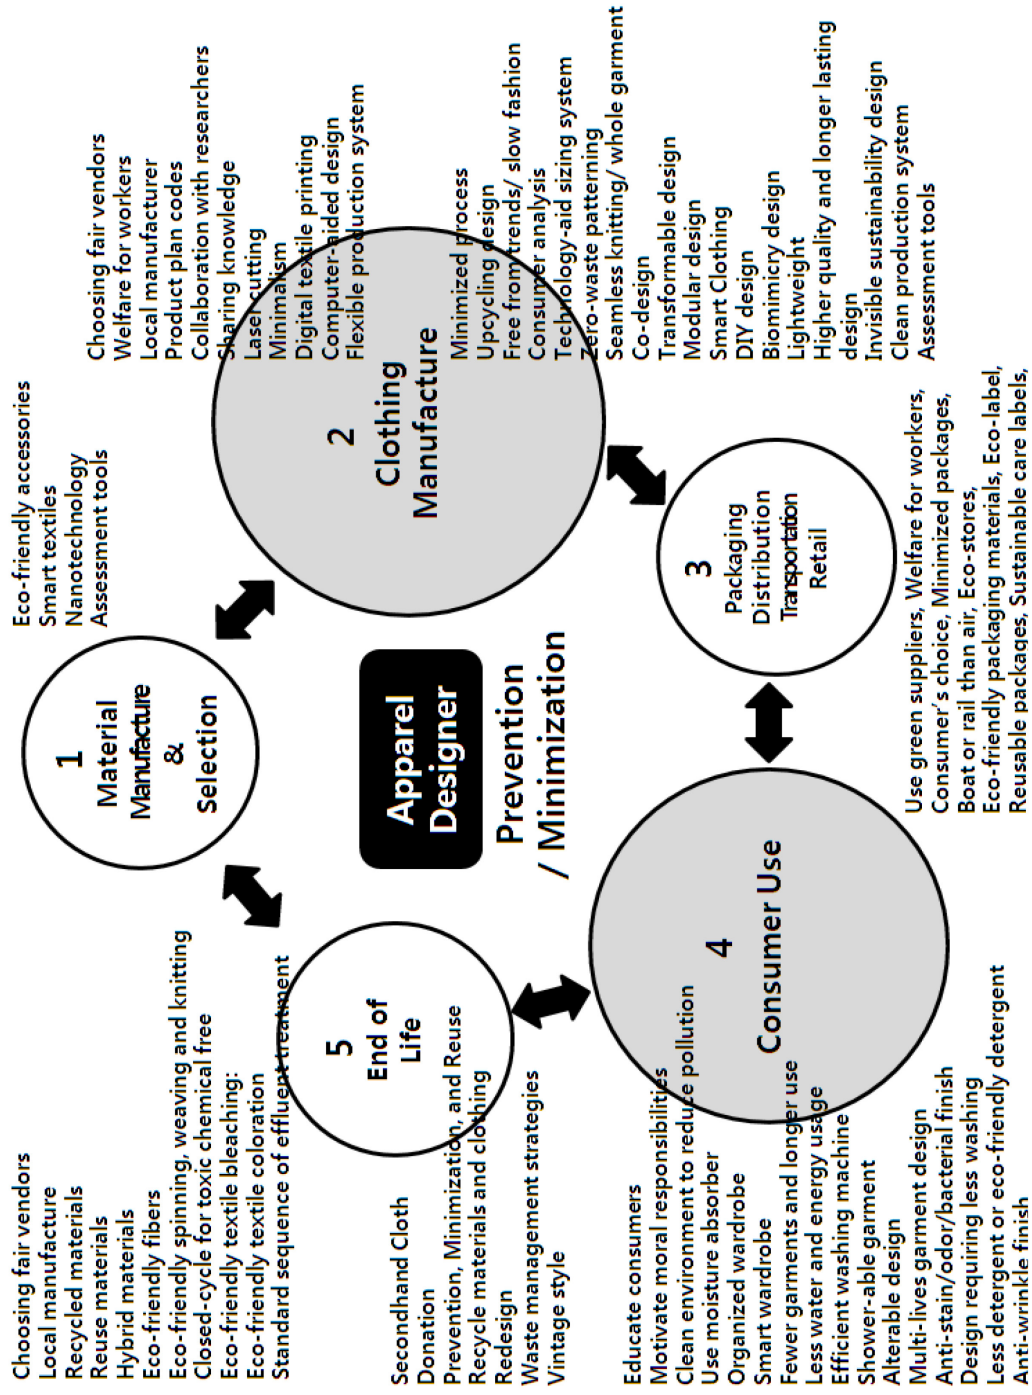 Choosing fair vendors
Local manufacture
Recycled materials
Reuse materials
Hybrid materials
Eco-friendly fibers
Eco-friendly spinning, weaving and knitting
Closed-cycle for toxic chemical free
Eco-friendly textile bleaching:
Eco-friendly textile coloration
Standard sequence of effluent treatment
Eco-friendly accessories
Smart textiles
Nanotechnology
Assessment tools
1
Material
Manufacture
&
Selection
Choosing fair vendors
Welfare for workers
Local manufacturer
Product plan codes
Collaboration with researchers
Sharing knowledge
Laser cutting
Minimalism
Digital textile printing
Computer-aided design
Flexible production system
Minimized process
Upcycling design
Free from trends/ slow fashion
Consumer analysis
Technology-aid sizing system
Zero-waste patterning
Seamless knitting/ whole garment
Co-design
Transformable design
Modular design
Smart Clothing
DIY design
Biomimicry design
Lightweight
Higher quality and longer lasting
design
Invisible sustainability design
Clean production system
Assessment tools
2
Clothing
Manufacture
Apparel
Designer
Prevention
/ Minimization
3
Packaging
Distribution
Transportation
Retail
Use green suppliers, Welfare for workers,
Consumer's choice, Minimized packages,
Boat or rail than air, Eco-stores,
Eco-friendly packaging materials, Eco-label,
Reusable packages, Sustainable care labels,
4
Consumer Use
Educate consumers
Motivate moral responsibilities
Clean environment to reduce pollution
Use moisture absorber
Organized wardrobe
Smart wardrobe
Fewer garments and longer use
Less water and energy usage
Efficient washing machine
Shower-able garment
Alterable design
Multi-lives garment design
Anti-stain/odor/bacterial finish
Design requiring less washing
Less detergent or eco-friendly detergent
Anti-wrinkle finish
5
End of
Life
Secondhand Cloth
Donation
Prevention, Minimization, and Reuse
Recycle materials and clothing
Redesign
Waste management strategies
Vintage style